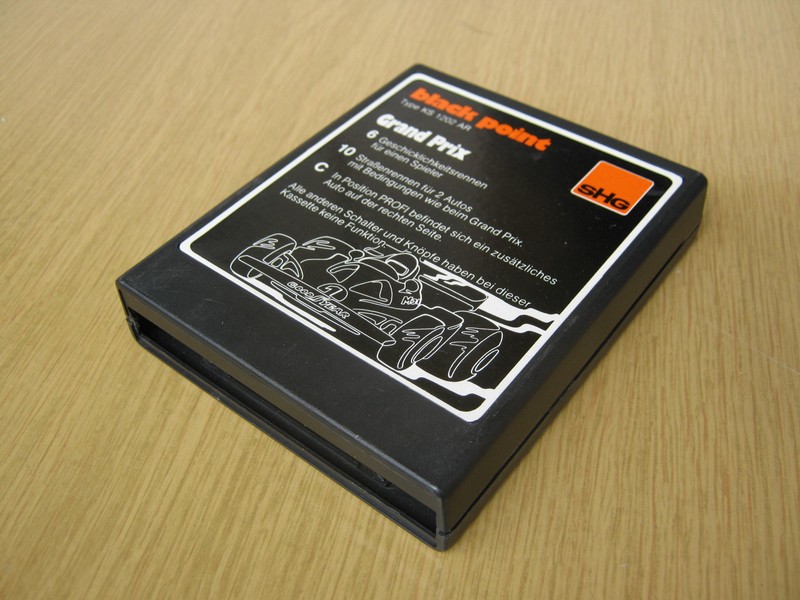 black point
Type KS 1202 AR
Grand Prix
SHG
6 Geschicklichkeitsrennen
für einen Spieler
10 Straßenrennen für 2 Autos
mit Bedingungen wie beim Grand Prix.
C In Position PROFI befindet sich ein zusätzliches
Auto auf der rechten Seite.
Alle anderen Schalter und Knöpfe haben bei dieser
Kassette keine Funktion.
GOODYEAR
1